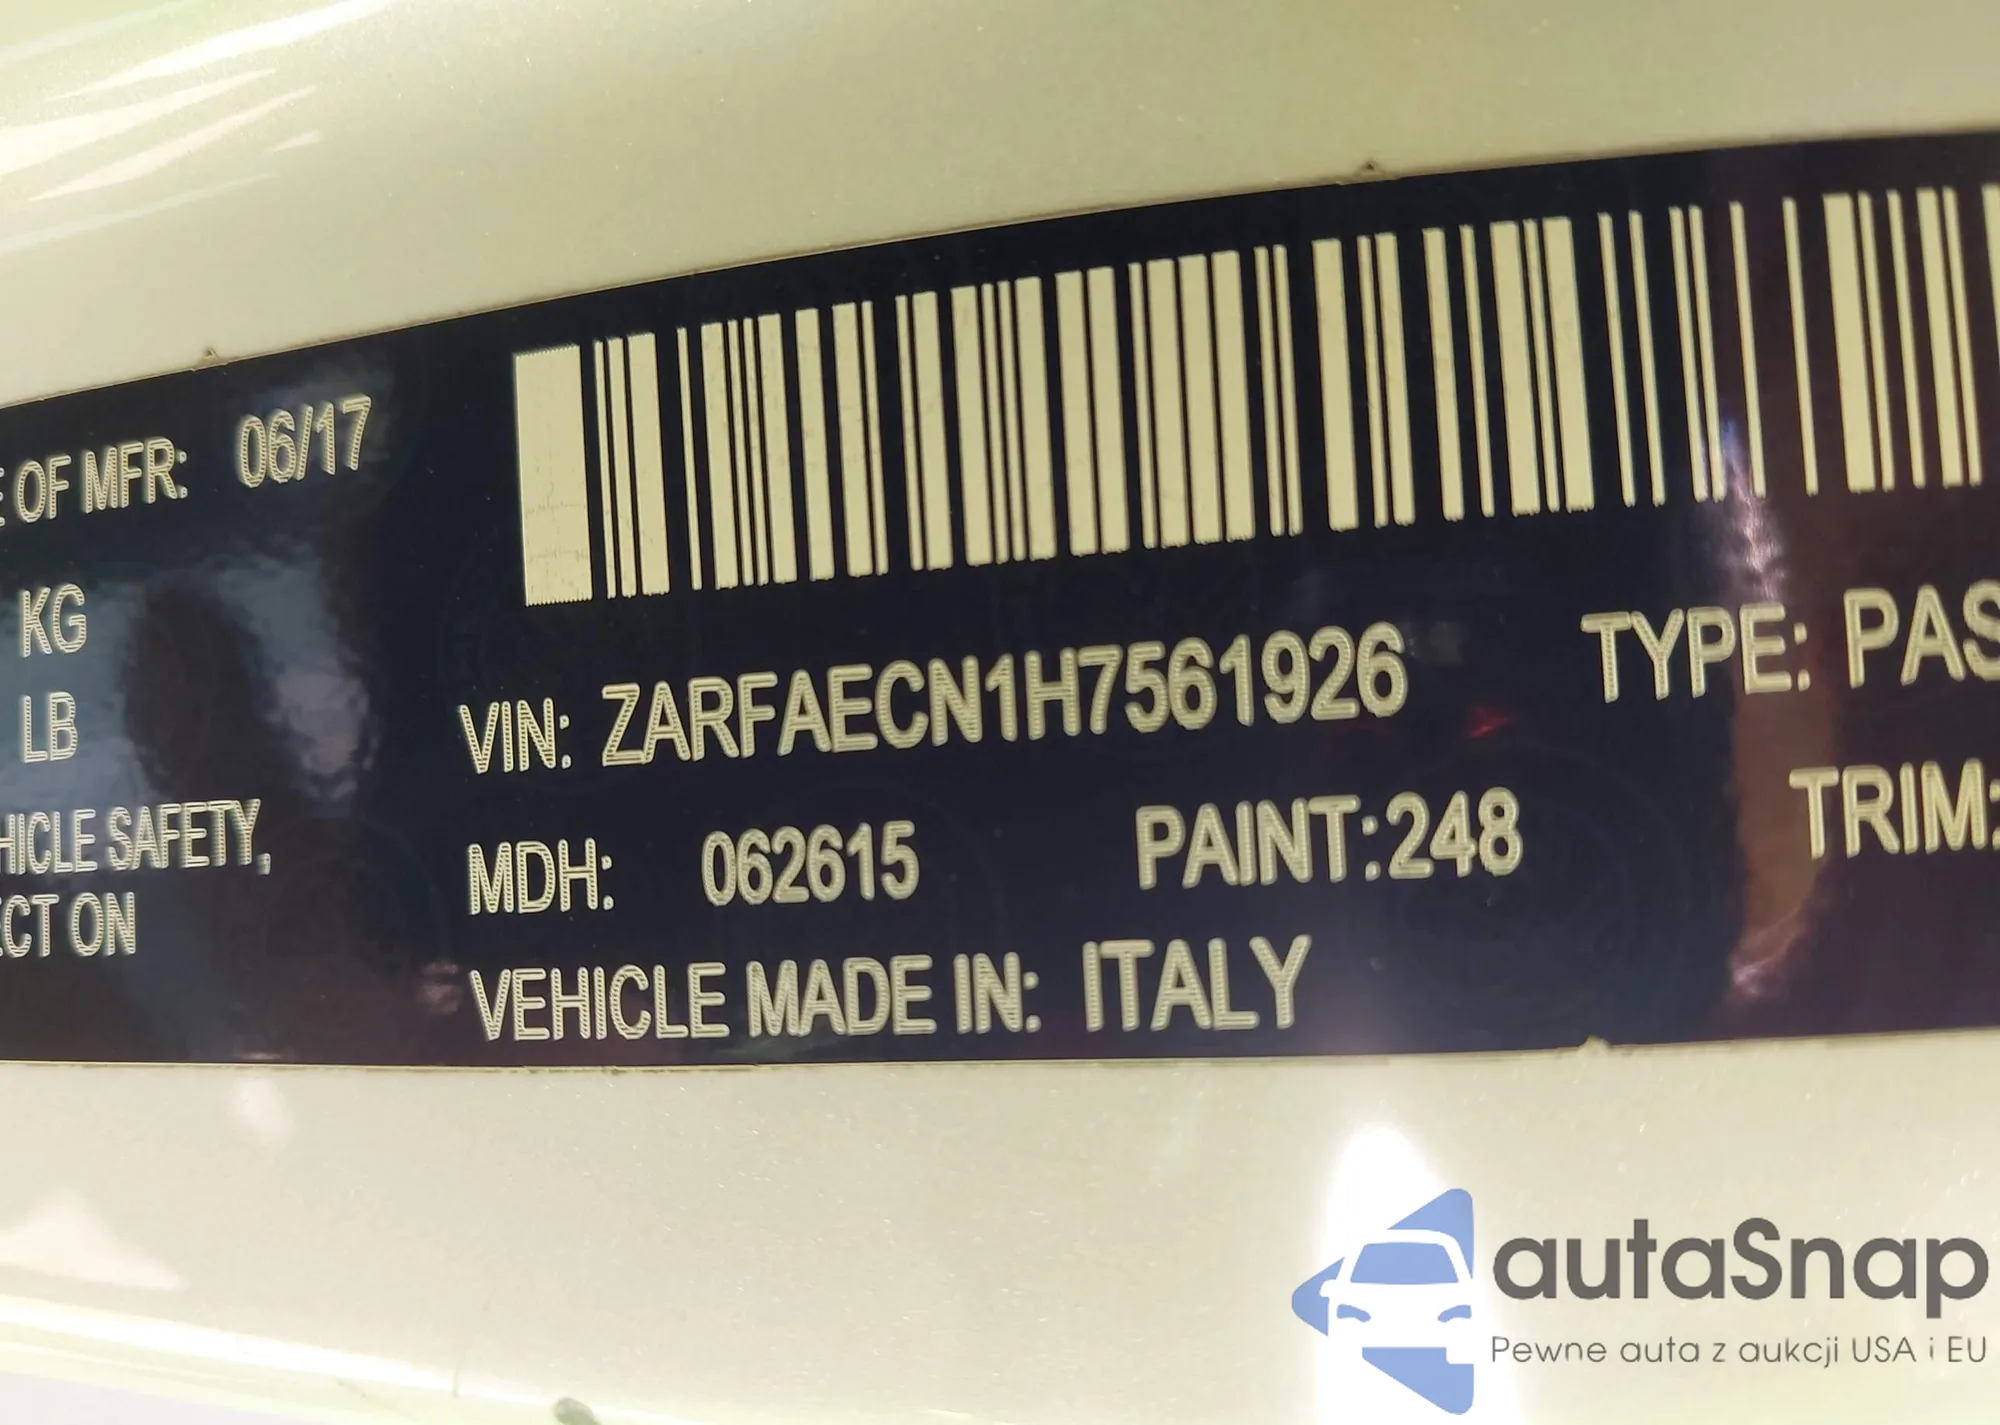 E OF MFR: 06/17
KG
LB
HICLE SAFETY,
ECT ON
VIN: ZARFAECN1H7561926
TYPE: PAS
MDH: 062615 PAINT:248
TRIM:
VEHICLE MADE IN: ITALY
autaSnap
Pewne auta z aukcji USA i EU